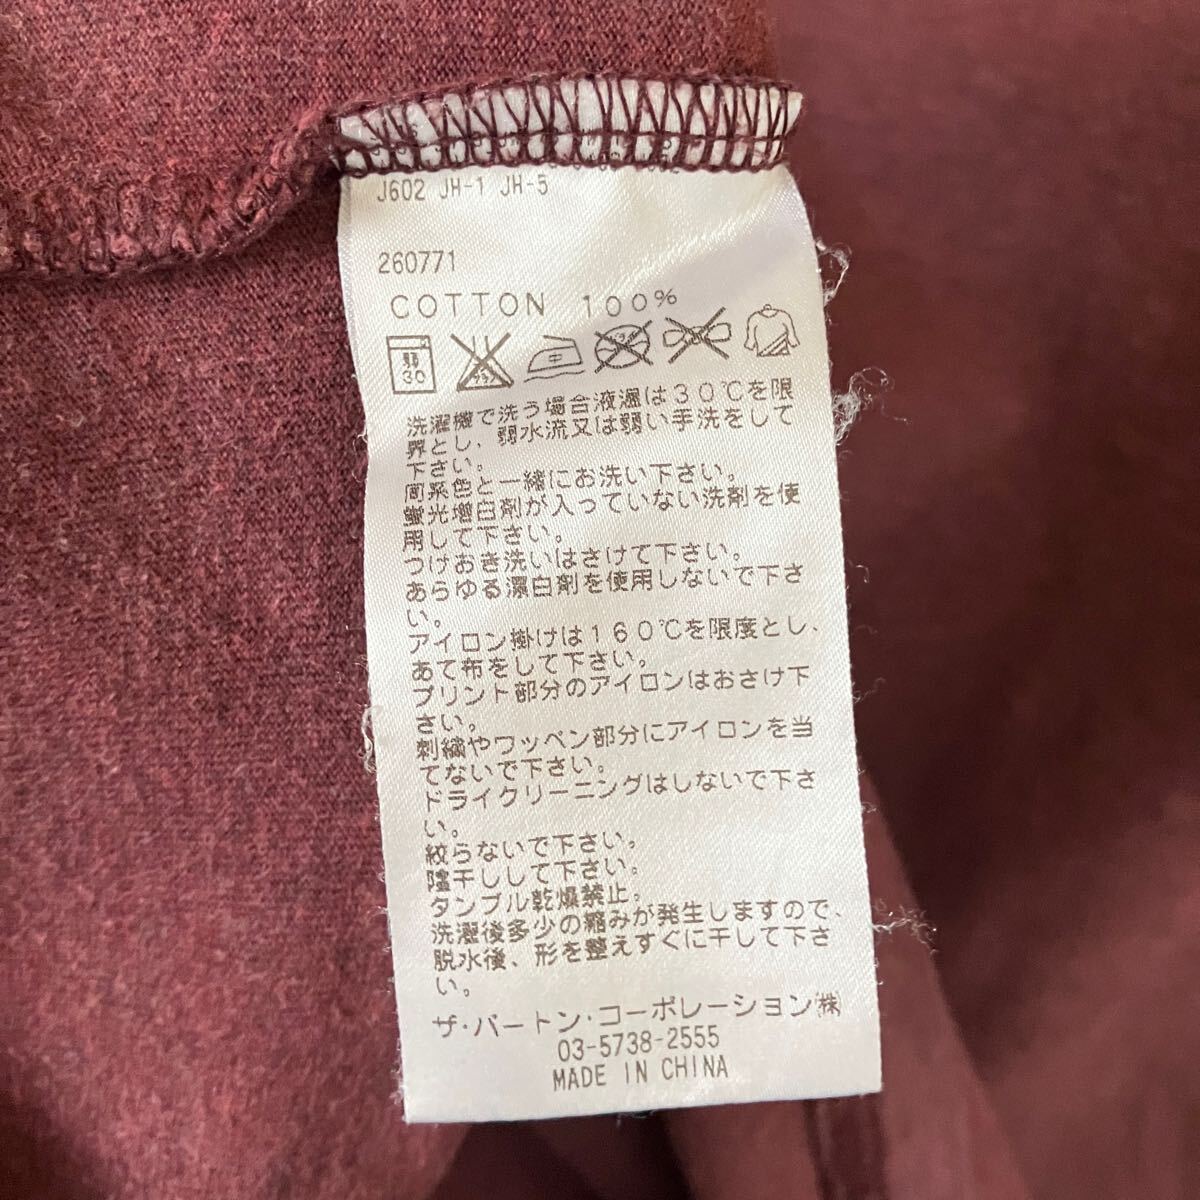 J602 JH-1 JH-5
260771
COTTON 100%
弱
30
洗濯機で洗う場合液温は30℃を限
界とし、弱水流又は弱い手洗をして
下さい。
同系色と一緒にお洗い下さい。
蛍光増白剤が入っていない洗剤を使
用して下さい。
つけおき洗いはさけて下さい。
あらゆる漂白剤を使用しないで下さ
い。
アイロン掛けは160℃を限度とし、
あて布をして下さい。
プリント部分のアイロンはおさけ下
さい。
刺繍やワッペン部分にアイロンを当
てないで下さい。
ドライクリーニングはしないで下さ
い。
絞らないで下さい。
陰干しして下さい。
タンブル乾燥禁止。
洗濯後多少の縮みが発生しますので、
脱水後、形を整えすぐに干して下さ
い。
ザ・バートン・コーポレーション㈱
03-5738-2555
MADE IN CHINA